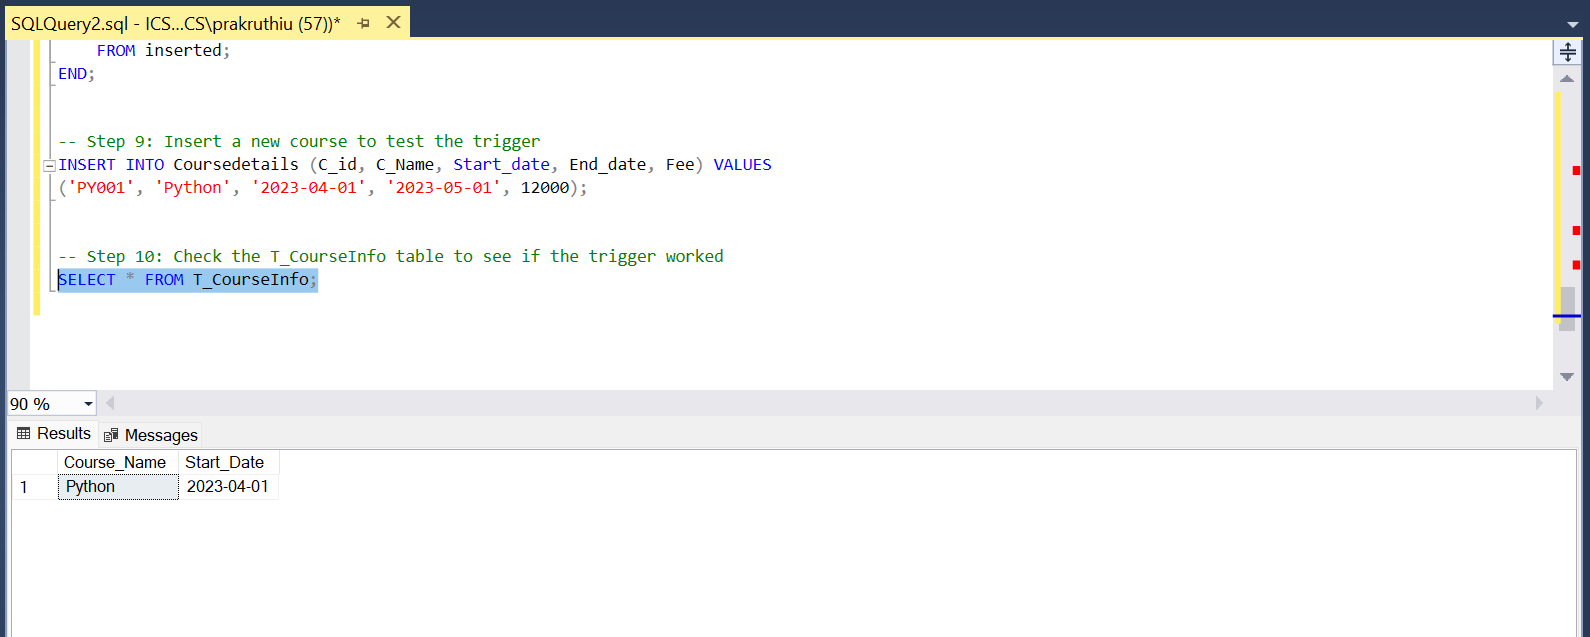 SQLQuery2.sql - ICS...CS\prakruthiu (57))*
FROM inserted;
END;
-- Step 9: Insert a new course to test the trigger
INSERT INTO Coursedetails (C_id, C_Name, Start_date, End_date, Fee) VALUES
('PY001', 'Python', '2023-04-01', '2023-05-01', 12000);
-- Step 10: Check the T_CourseInfo table to see if the trigger worked
SELECT * FROM T_CourseInfo;
90 %
Results Messages
Course_Name Start_Date
1 Python 2023-04-01